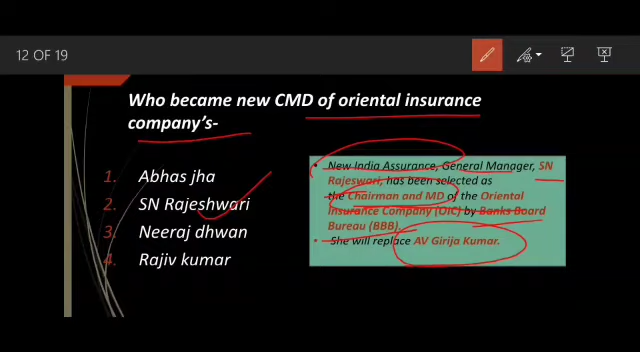 12 OF 19
Who became new CMD of oriental insurance
company's-
1. Abhas jha
2. SN Rajeshwari
3. Neeraj dhwan
4. Rajiv kumar
• New India Assurance, General Manager, SN
Rajeswari, has been selected as
the Chairman and MD of the Oriental
Insurance Company (OIC) by Banks Board
Bureau (BBB).
• She will replace AV Girija Kumar.